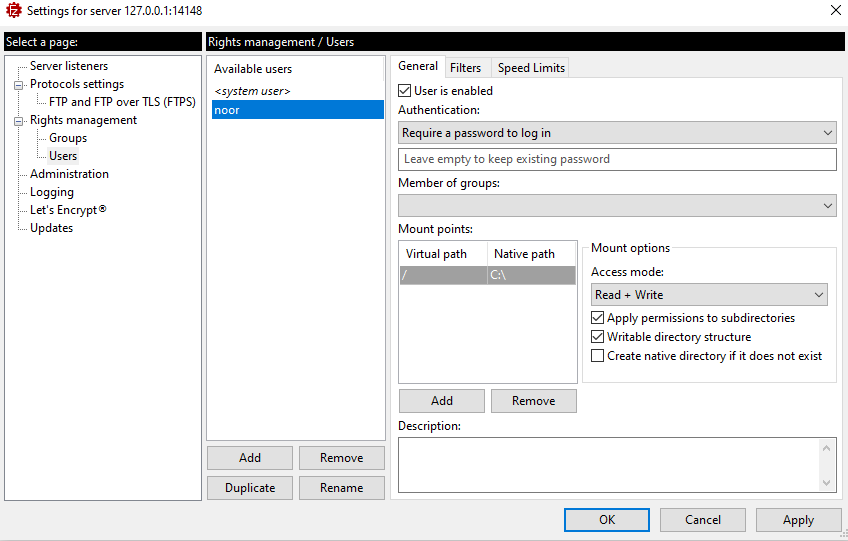 Settings for server 127.0.0.1:14148
Select a page:
Server listeners
Protocols settings
FTP and FTP over TLS (FTPS)
Rights management
Groups
Users
Administration
Logging
Let's Encrypt®
Updates
Rights management / Users
Available users
<system user>
noor
Add
Remove
Duplicate
Rename
General
Filters
Speed Limits
User is enabled
Authentication:
Require a password to log in
Leave empty to keep existing password
Member of groups:
Mount points:
Virtual path
Native path
/
C:\
Mount options
Access mode:
Read + Write
Apply permissions to subdirectories
Writable directory structure
Create native directory if it does not exist
Add
Remove
Description:
OK
Cancel
Apply